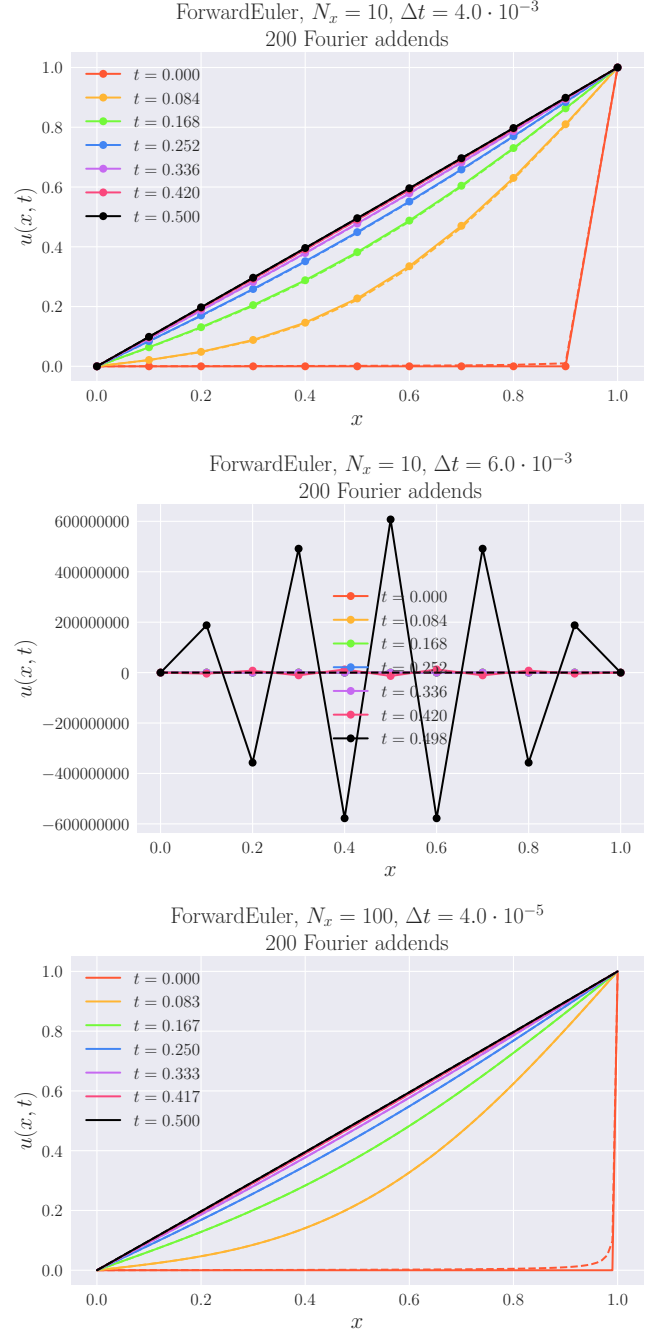 ForwardEuler, $N_x = 10$, $\Delta t = 4.0 \cdot 10^{-3}$
200 Fourier addends
1.0
0.8
0.6
0.4
0.2
0.0
u(x, t)
t = 0.000
t = 0.084
t = 0.168
t = 0.252
t = 0.336
t = 0.420
t = 0.500
0.0 0.2 0.4 0.6 0.8 1.0
x
ForwardEuler, $N_x = 10$, $\Delta t = 6.0 \cdot 10^{-3}$
200 Fourier addends
600000000
400000000
200000000
0
−200000000
−400000000
−600000000
u(x, t)
t = 0.000
t = 0.084
t = 0.168
t = 0.252
t = 0.336
t = 0.420
t = 0.498
0.0 0.2 0.4 0.6 0.8 1.0
x
ForwardEuler, $N_x = 100$, $\Delta t = 4.0 \cdot 10^{-5}$
200 Fourier addends
1.0
0.8
0.6
0.4
0.2
0.0
u(x, t)
t = 0.000
t = 0.083
t = 0.167
t = 0.250
t = 0.333
t = 0.417
t = 0.500
0.0 0.2 0.4 0.6 0.8 1.0
x